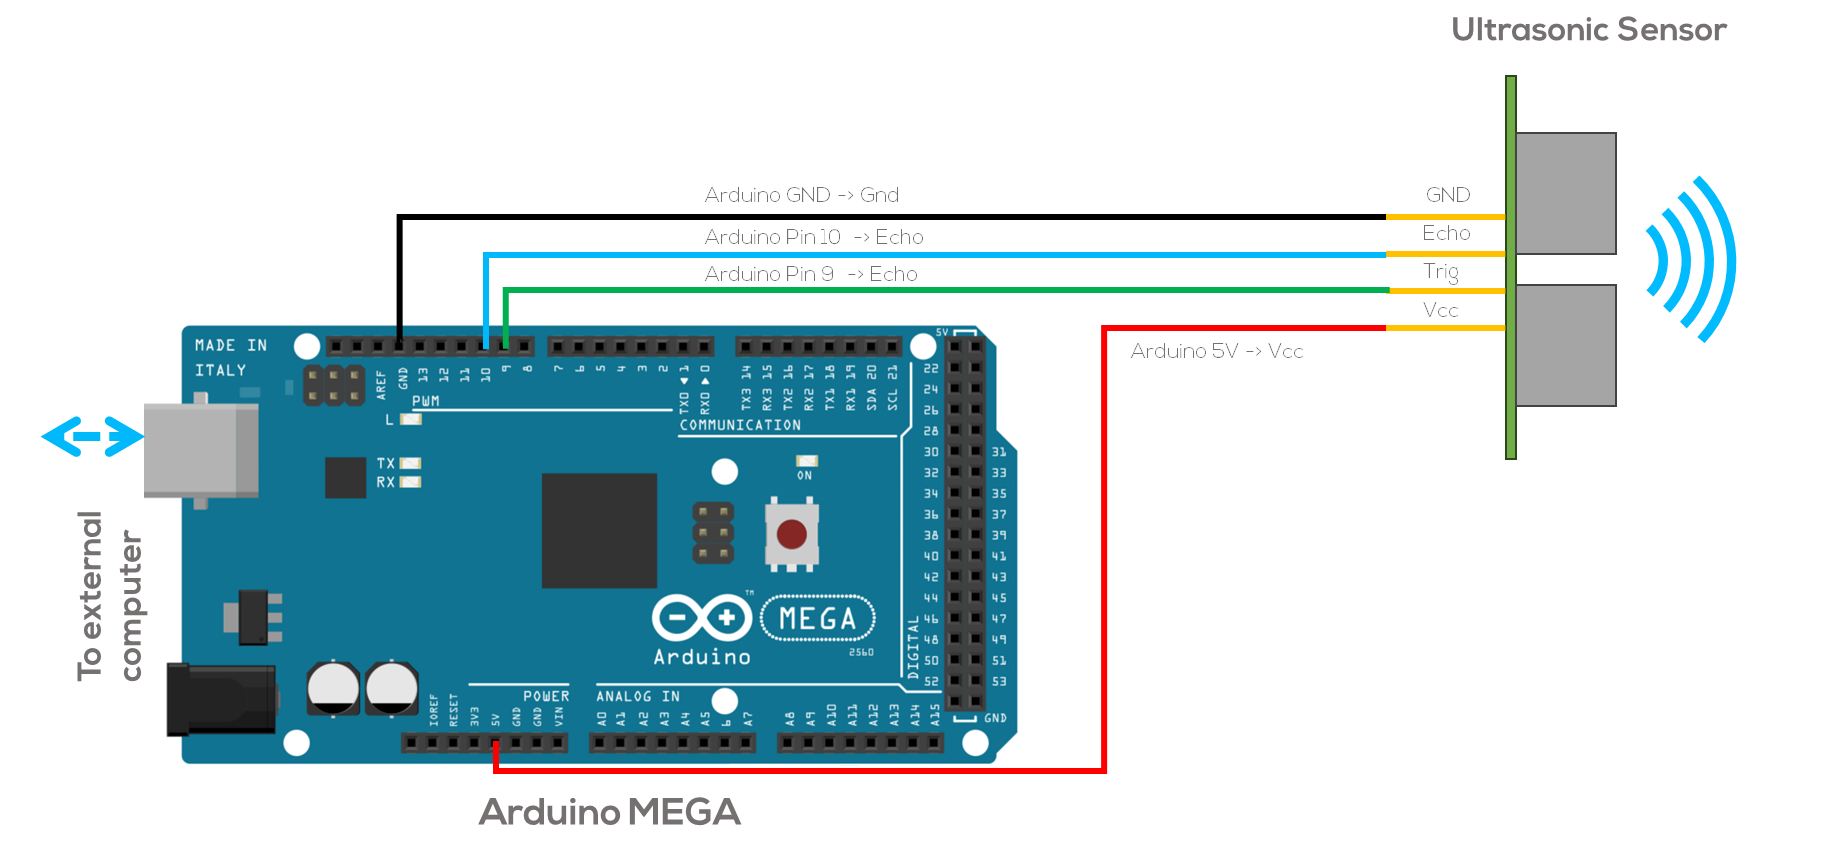 Ultrasonic Sensor
Arduino GND -> Gnd
GND
Arduino Pin 10 -> Echo
Echo
Arduino Pin 9 -> Echo
Trig
Vcc
Arduino 5V -> Vcc
MADE IN
ITALY
AREF
GND
13
12
11
10
9
8
7
6
5
4
3
2
TX0 ◄ 1
RX0 ► 0
TX3 14
RX3 15
TX2 16
RX2 17
TX1 18
RX1 19
SDA 20
SCL 21
5V
PWM
COMMUNICATION
L
TX
RX
ON
22
24
26
28
30 31
32 33
34 35
36 37
38 39
40 41
42 43
44 45
46 47
48 49
50 51
52 53
DIGITAL
GND
To external
computer
Arduino
TM
MEGA
2560
POWER
ANALOG IN
IOREF
RESET
3V3
5V
GND
GND
VIN
A0
A1
A2
A3
A4
A5
6
A7
A8
A9
A10
A11
A12
A13
A14
A15
Arduino MEGA